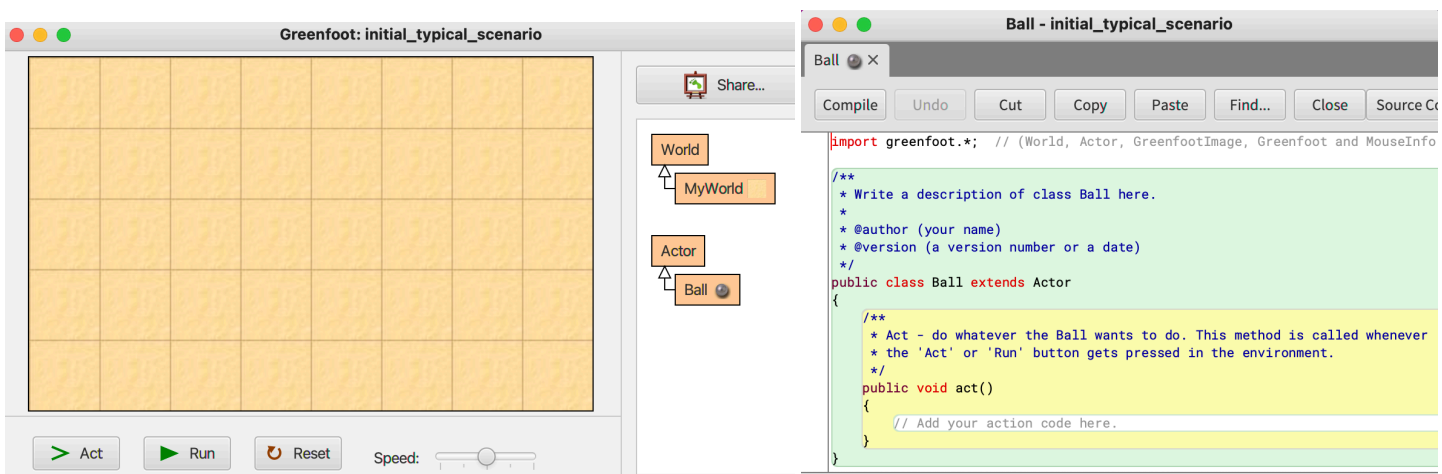 Greenfoot: initial_typical_scenario
Share...
World
MyWorld
Actor
Ball
Act
Run
Reset
Speed:
Ball - initial_typical_scenario
Ball
Compile
Undo
Cut
Copy
Paste
Find...
Close
Source Co
import greenfoot.*;  // (World, Actor, GreenfootImage, Greenfoot and MouseInfo
/**
 * Write a description of class Ball here.
 *
 * @author (your name)
 * @version (a version number or a date)
 */
public class Ball extends Actor
{
    /**
     * Act - do whatever the Ball wants to do. This method is called whenever
     * the 'Act' or 'Run' button gets pressed in the environment.
     */
    public void act()
    {
        // Add your action code here.
    }
}